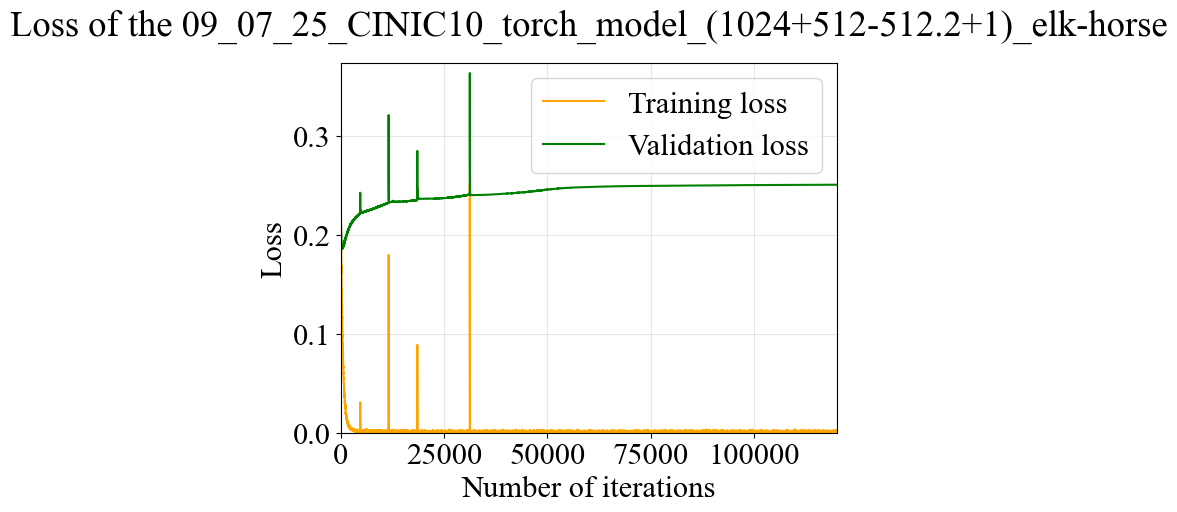 Loss of the 09_07_25_CINIC10_torch_model_(1024+512-512.2+1)_elk-horse
Training loss
Validation loss
Loss
0.3
0.2
0.1
0.0
0 25000 50000 75000 100000
Number of iterations